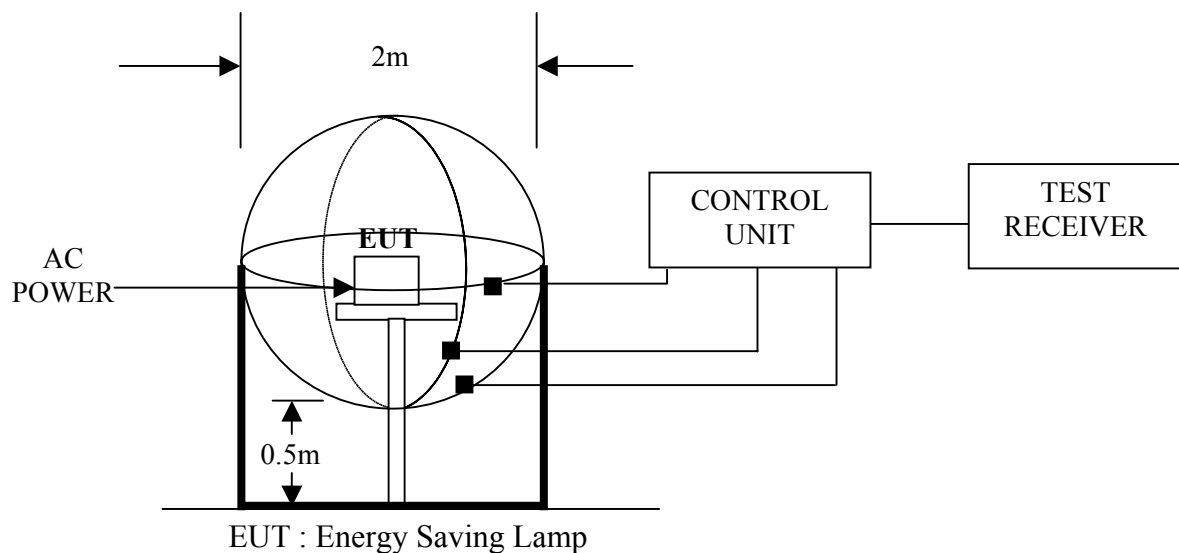 2m
CONTROL
UNIT
TEST
RECEIVER
EUT
AC
POWER
0.5m
EUT : Energy Saving Lamp